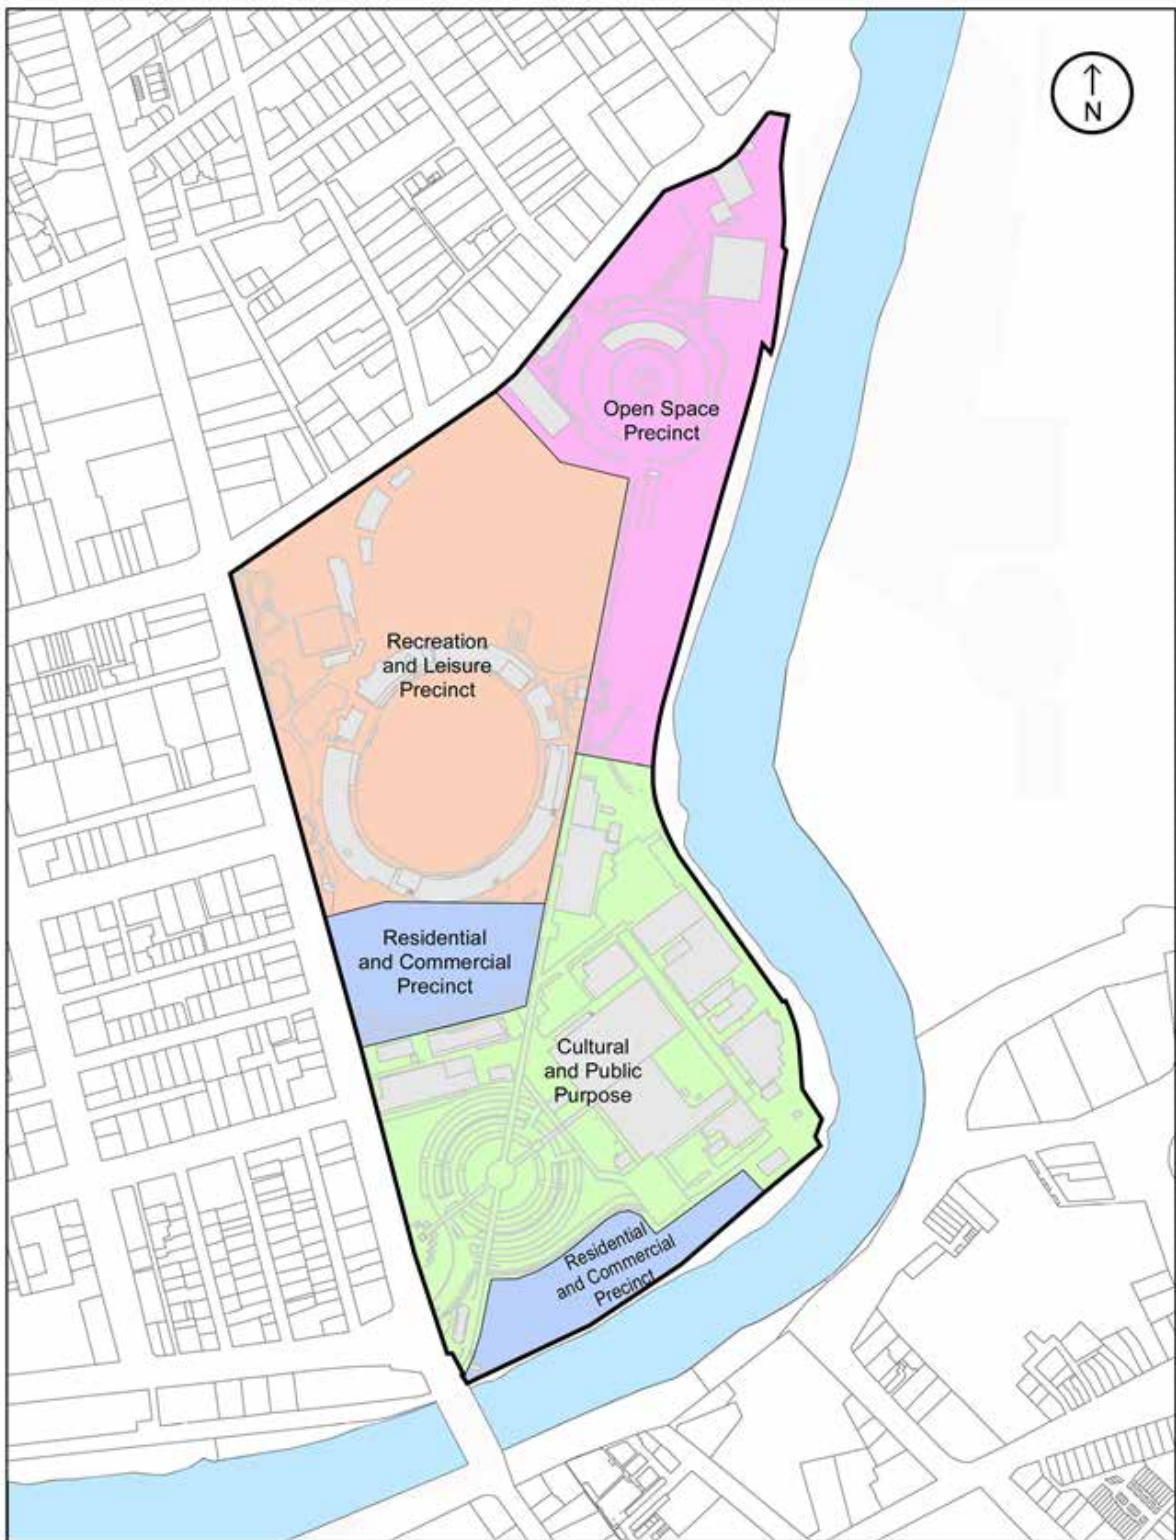 N
Open Space
Precinct
Recreation
and Leisure
Precinct
Residential
and Commercial
Precinct
Cultural
and Public
Purpose
Residential
and Commercial
Precinct